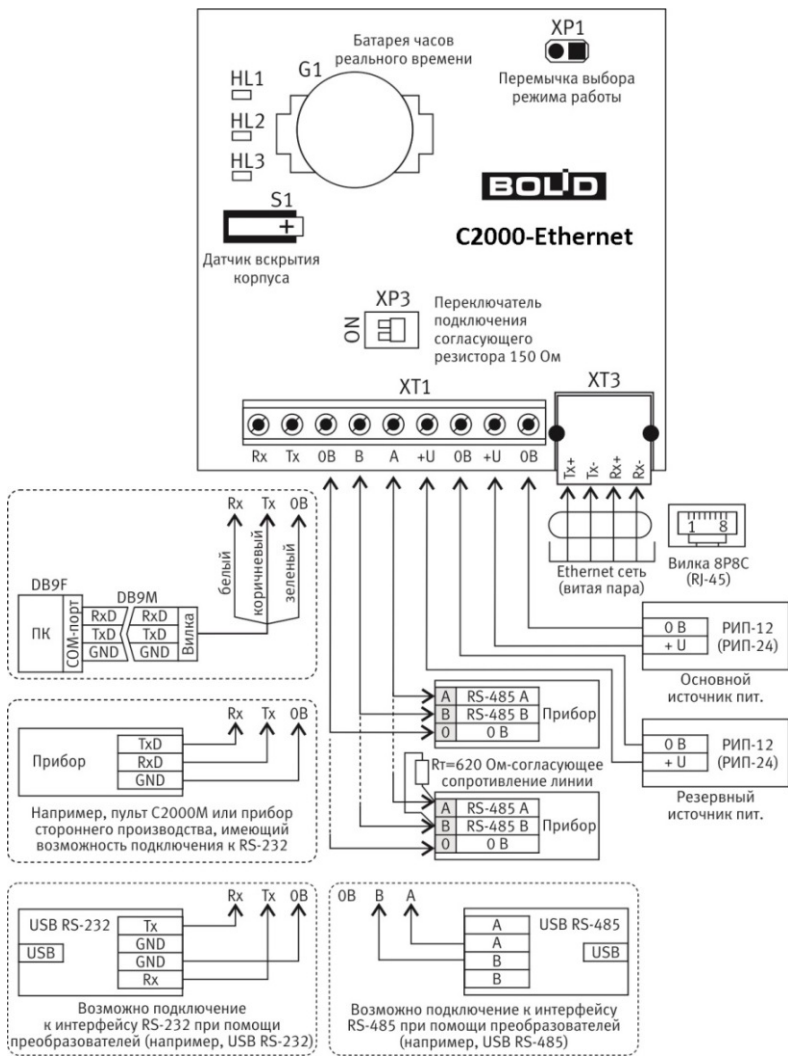 XP1
Батарея часов
реального времени
G1
Перемычка выбора
режима работы
HL1
HL2
HL3
BOLID
С2000-Ethernet
S1
+
Датчик вскрытия
корпуса
XP3
ON
Переключатель
подключения
согласующего
резистора 150 Ом
XT1
XT3
Rx Tx 0В B A +U 0В +U 0В
Tx+ Tx- Rx+ Rx-
Rx Tx 0В
белый
коричневый
зеленый
DB9F
DB9M
ПК
COM-порт
RxD RxD
TxD TxD
GND GND
Вилка
Ethernet сеть
(витая пара)
1 8
Вилка 8P8C
(RJ-45)
0 В
+ U
РИП-12
(РИП-24)
Основной
источник пит.
A RS-485 A
B RS-485 B
0 0 В
Прибор
0 В
+ U
РИП-12
(РИП-24)
Резервный
источник пит.
Rт=620 Ом-согласующее
сопротивление линии
A RS-485 A
B RS-485 B
0 0 В
Прибор
Rx Tx 0В
Прибор
TxD
RxD
GND
Например, пульт С2000М или прибор
стороннего производства, имеющий
возможность подключения к RS-232
Rx Tx 0В
USB RS-232
USB
Tx
GND
GND
Rx
Возможно подключение
к интерфейсу RS-232 при помощи
преобразователей (например, USB RS-232)
0В B A
A
A
B
B
USB RS-485
USB
Возможно подключение к интерфейсу
RS-485 при помощи преобразователей
(например, USB RS-485)